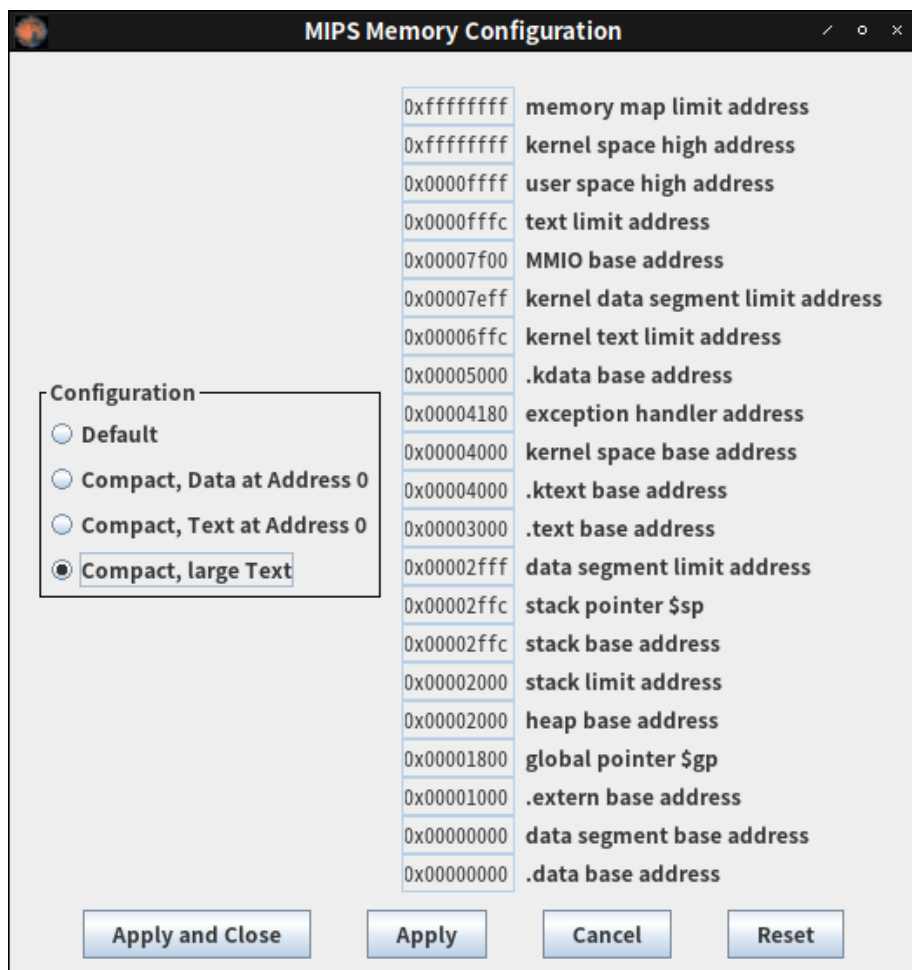 MIPS Memory Configuration
0xffffffff memory map limit address
0xffffffff kernel space high address
0x0000ffff user space high address
0x0000fffc text limit address
0x00007f00 MMIO base address
0x00007eff kernel data segment limit address
0x00006ffc kernel text limit address
0x00005000 .kdata base address
0x00004180 exception handler address
0x00004000 kernel space base address
0x00004000 .ktext base address
0x00003000 .text base address
0x00002fff data segment limit address
0x00002ffc stack pointer $sp
0x00002ffc stack base address
0x00002000 stack limit address
0x00002000 heap base address
0x00001800 global pointer $gp
0x00001000 .extern base address
0x00000000 data segment base address
0x00000000 .data base address
Configuration
Default
Compact, Data at Address 0
Compact, Text at Address 0
Compact, large Text
Apply and Close Apply Cancel Reset